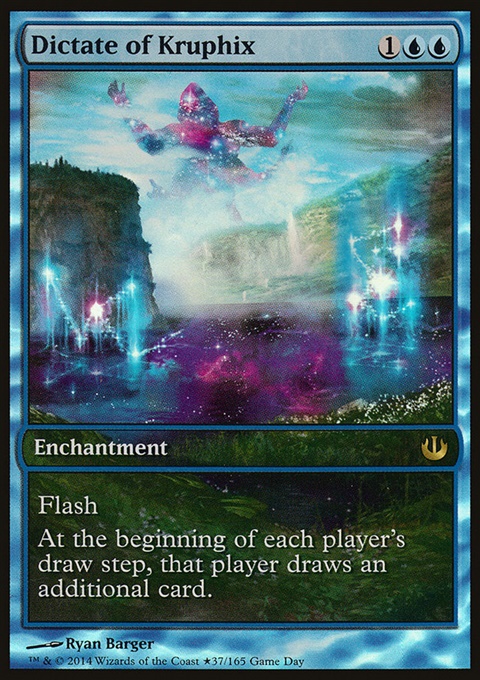 Dictate of Kruphix 1
Enchantment
Flash
At the beginning of each player's
draw step, that player draws an
additional card.
Ryan Barger
™ & © 2014 Wizards of the Coast ★37/165 Game Day